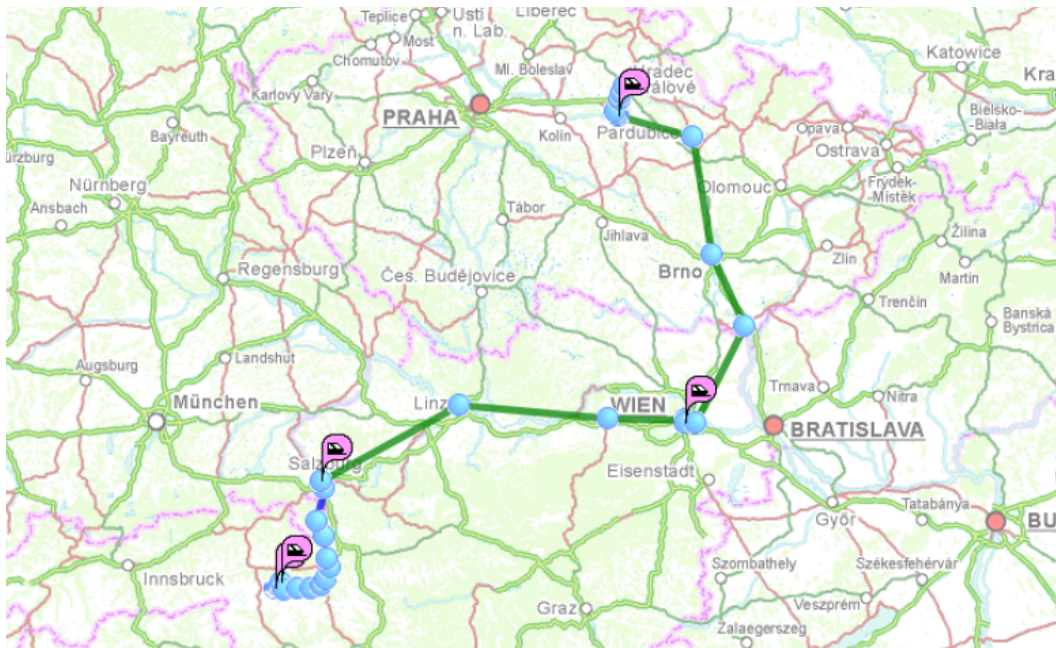 Teplice
Ústí
n. Lab.
Liberec
Most
Chomutov
Ml. Boleslav
Hradec
Králové
Katowice
Kra
Karlovy Vary
PRAHA
Kolín
Pardubice
Bielsko-
Biała
Opava
Ostrava
Bayreuth
Plzeň
Frýdek-
Místek
Olomouc
Nürnberg
Ansbach
Tábor
Jihlava
Žilina
Zlín
Martin
Regensburg
Čes. Budějovice
Brno
Trenčín
Banská
Bystrica
Landshut
Augsburg
München
Linz
WIEN
Trnava
Nitra
BRATISLAVA
Salzburg
Eisenstadt
Győr
Tatabánya
BU
Innsbruck
Szombathely
Székesfehérvár
Graz
Veszprém
Zalaegerszeg